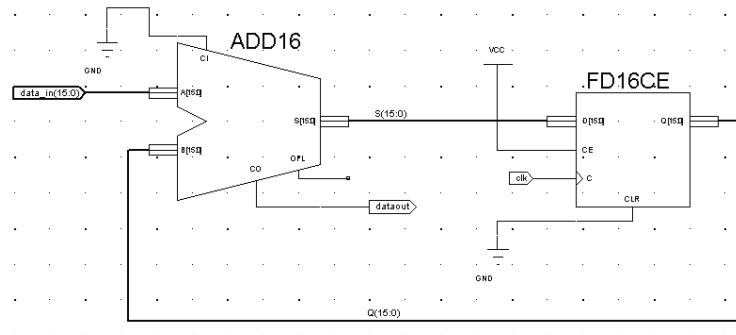 ADD16
CI
GND
data_in(15:0)
A[15:0]
B[15:0]
S[15:0]
CO
OFL
dataout
S(15:0)
VCC
FD16CE
D[15:0]
Q[15:0]
CE
clk
C
CLR
GND
Q(15:0)